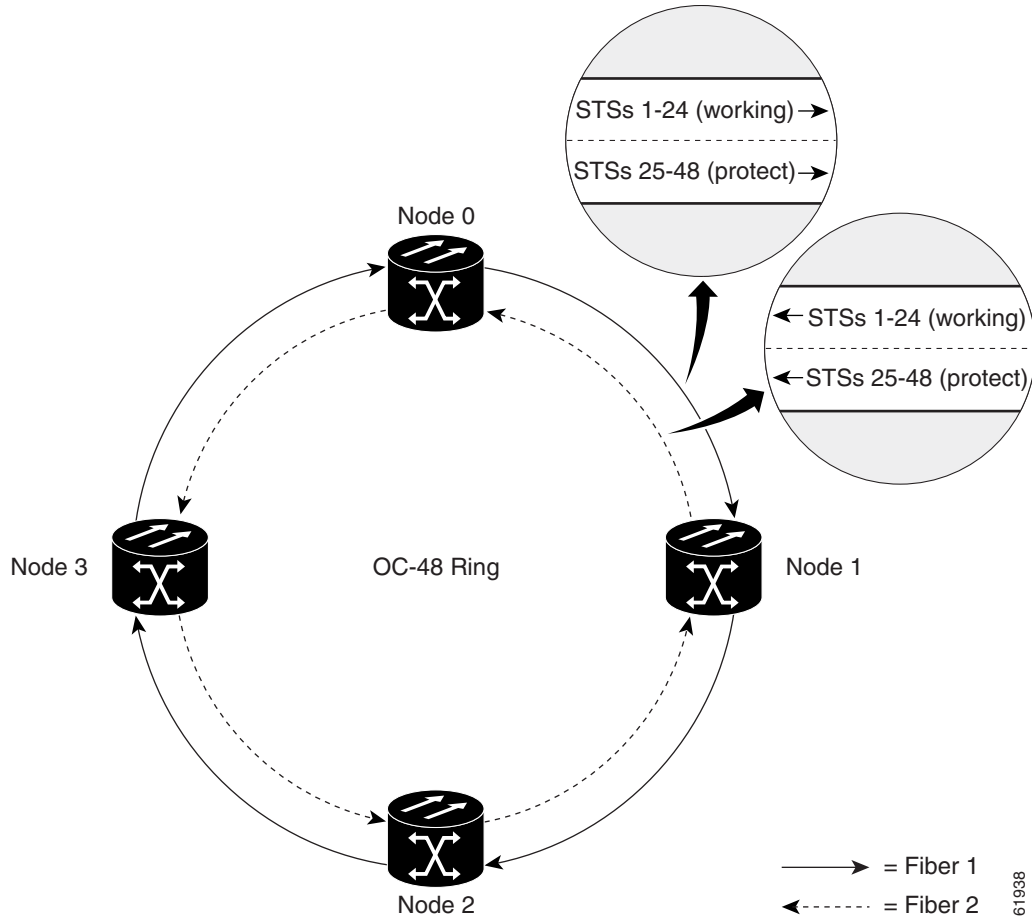 STSs 1-24 (working)
STSs 25-48 (protect)
Node 0
STSs 1-24 (working)
STSs 25-48 (protect)
Node 3
OC-48 Ring
Node 1
Node 2
= Fiber 1
= Fiber 2
61938